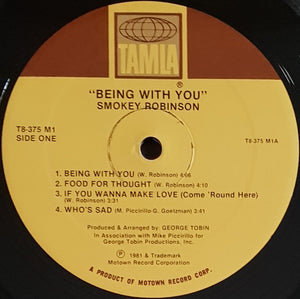 TAMLA
®
"BEING WITH YOU"
SMOKEY ROBINSON
T8-375 M1
SIDE ONE
T8-375 M1A
1. BEING WITH YOU (W. Robinson) 4:06
2. FOOD FOR THOUGHT (W. Robinson) 4:10
3. IF YOU WANNA MAKE LOVE (Come 'Round Here)
(W. Robinson) 3:31
4. WHO'S SAD (M. Piccirillo-G. Goetzman) 3:41
Produced & Arranged by: GEORGE TOBIN
In Association with Mike Piccirillo for
George Tobin Productions, Inc.
℗ 1981 & Trademark
Motown Record Corporation
A PRODUCT OF MOTOWN RECORD CORP.